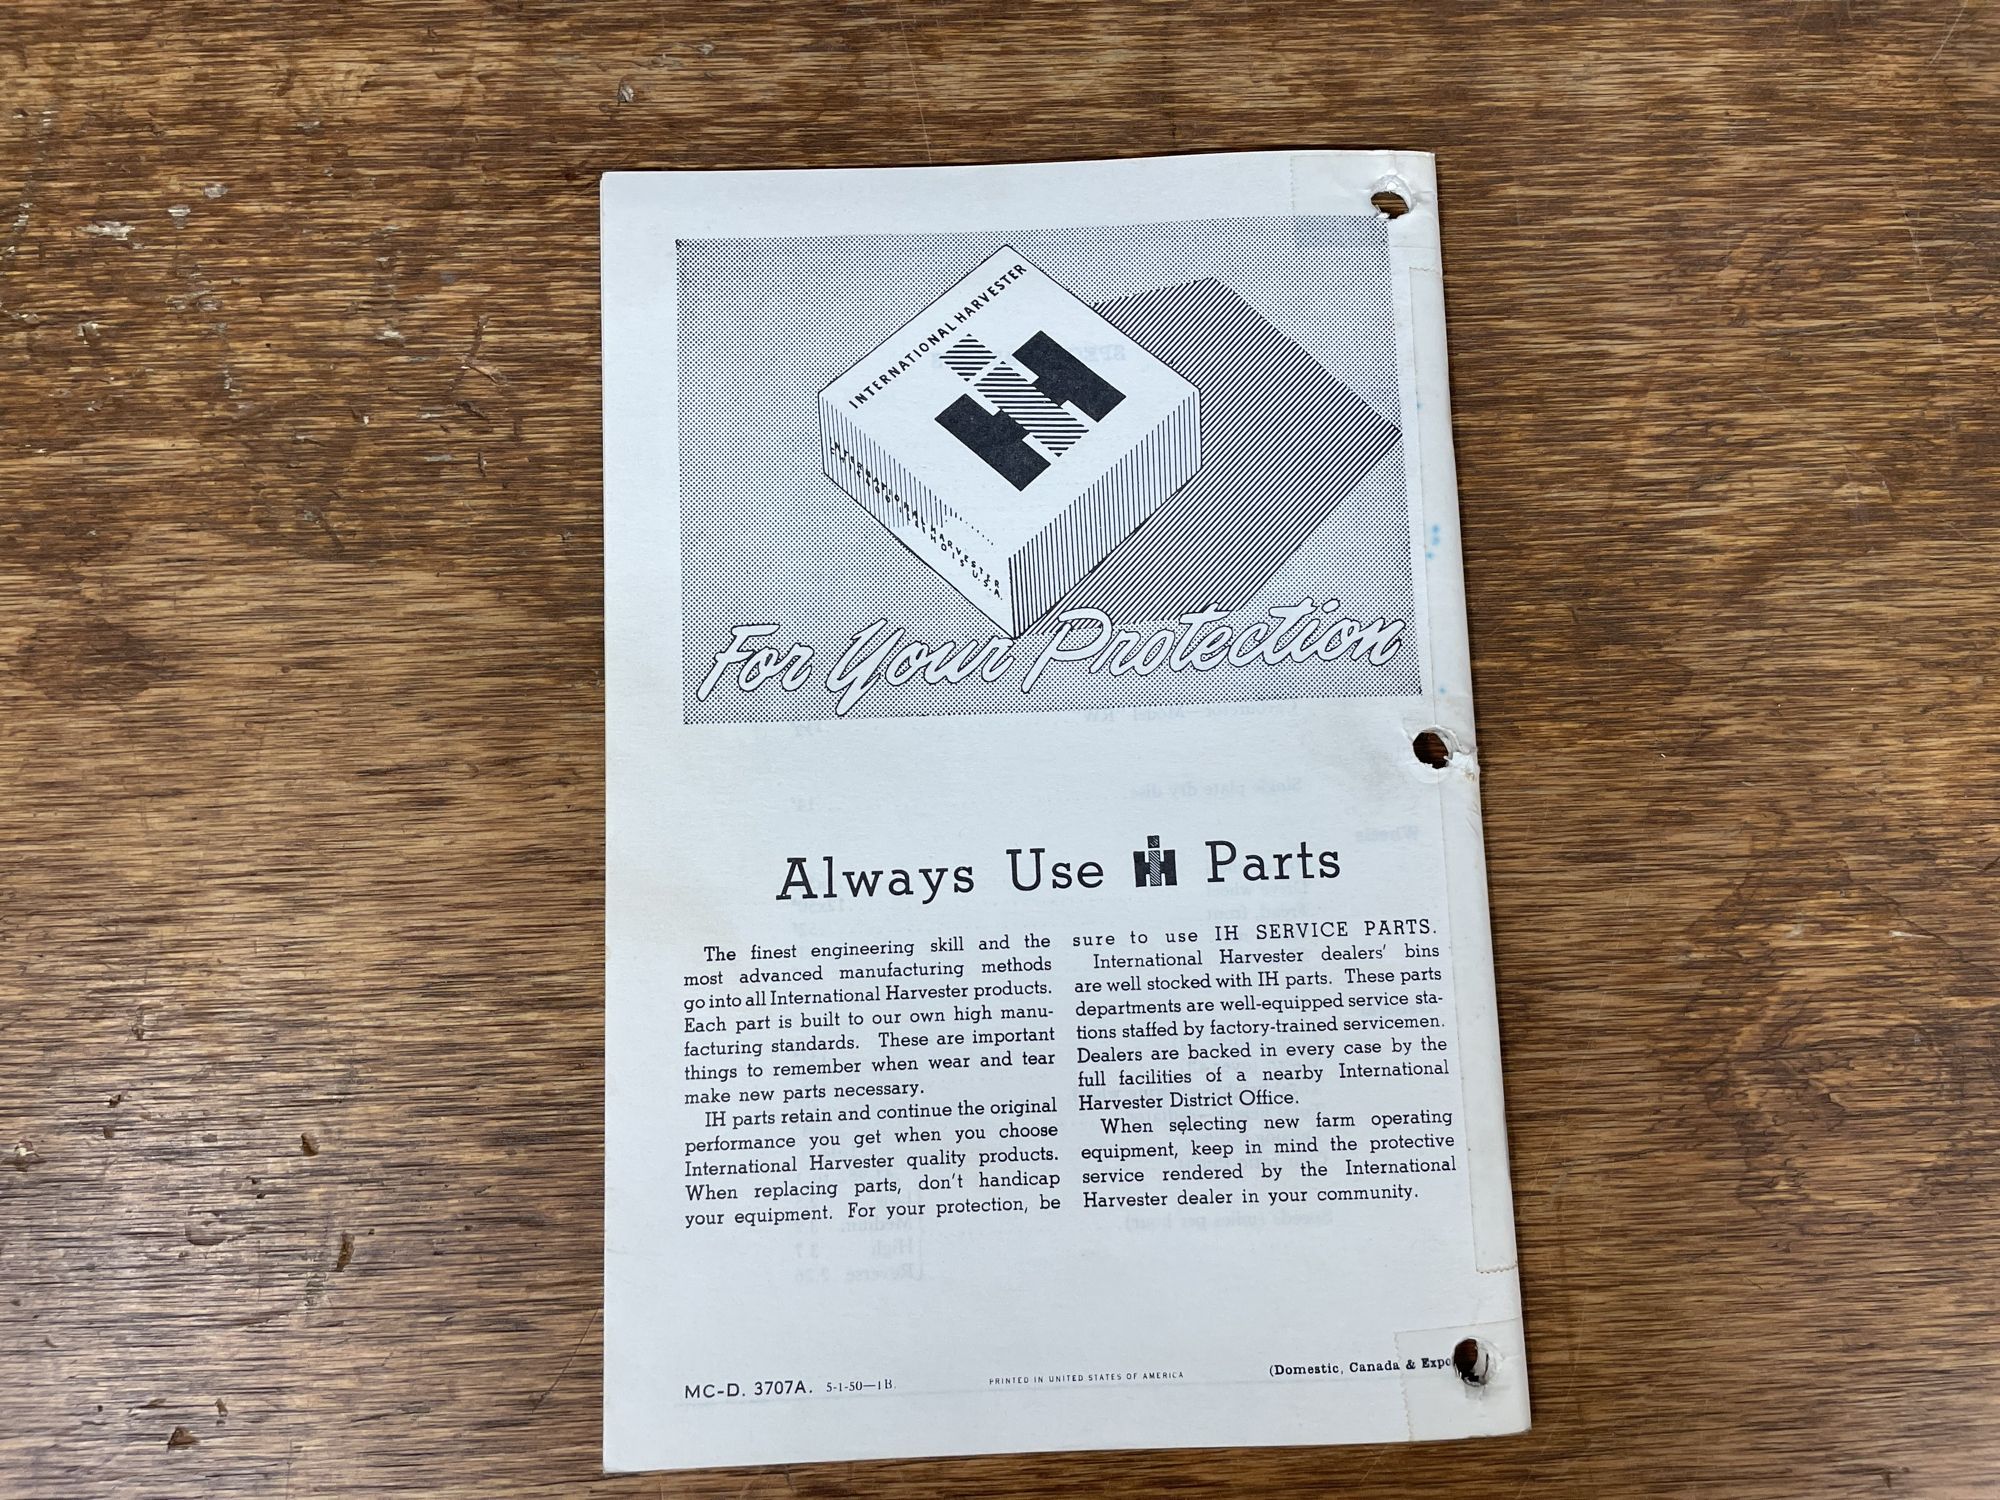 INTERNATIONAL HARVESTER
IH
INTERNATIONAL HARVESTER
CHICAGO ILLINOIS U.S.A.
For Your Protection
Always Use IH Parts
The finest engineering skill and the
most advanced manufacturing methods
go into all International Harvester products.
Each part is built to our own high manu-
facturing standards. These are important
things to remember when wear and tear
make new parts necessary.
IH parts retain and continue the original
performance you get when you choose
International Harvester quality products.
When replacing parts, don't handicap
your equipment. For your protection, be
sure to use IH SERVICE PARTS.
International Harvester dealers' bins
are well stocked with IH parts. These parts
departments are well-equipped service sta-
tions staffed by factory-trained servicemen.
Dealers are backed in every case by the
full facilities of a nearby International
Harvester District Office.
When selecting new farm operating
equipment, keep in mind the protective
service rendered by the International
Harvester dealer in your community.
MC-D. 3707A. 5-1-50—1B.
PRINTED IN UNITED STATES OF AMERICA
(Domestic, Canada & Expo